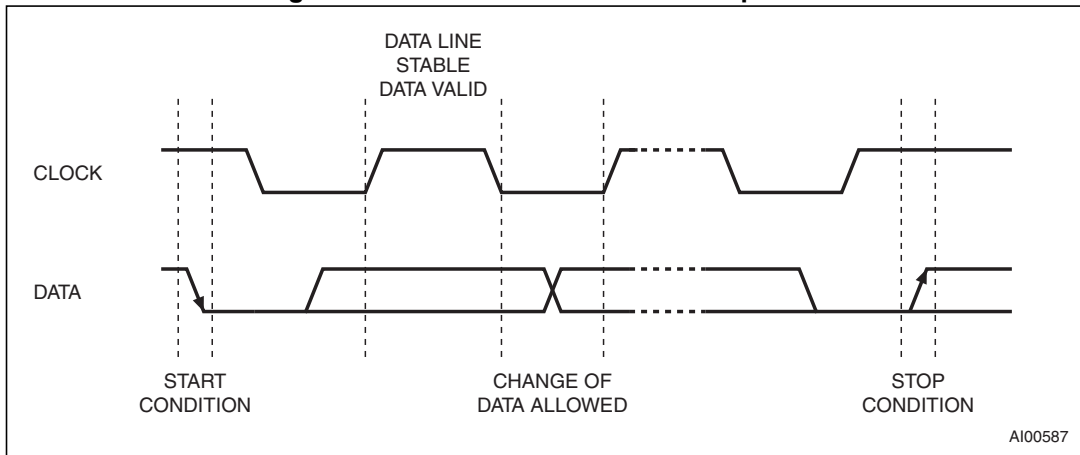 DATA LINE
STABLE
DATA VALID
CLOCK
DATA
START
CONDITION
CHANGE OF
DATA ALLOWED
STOP
CONDITION
AI00587